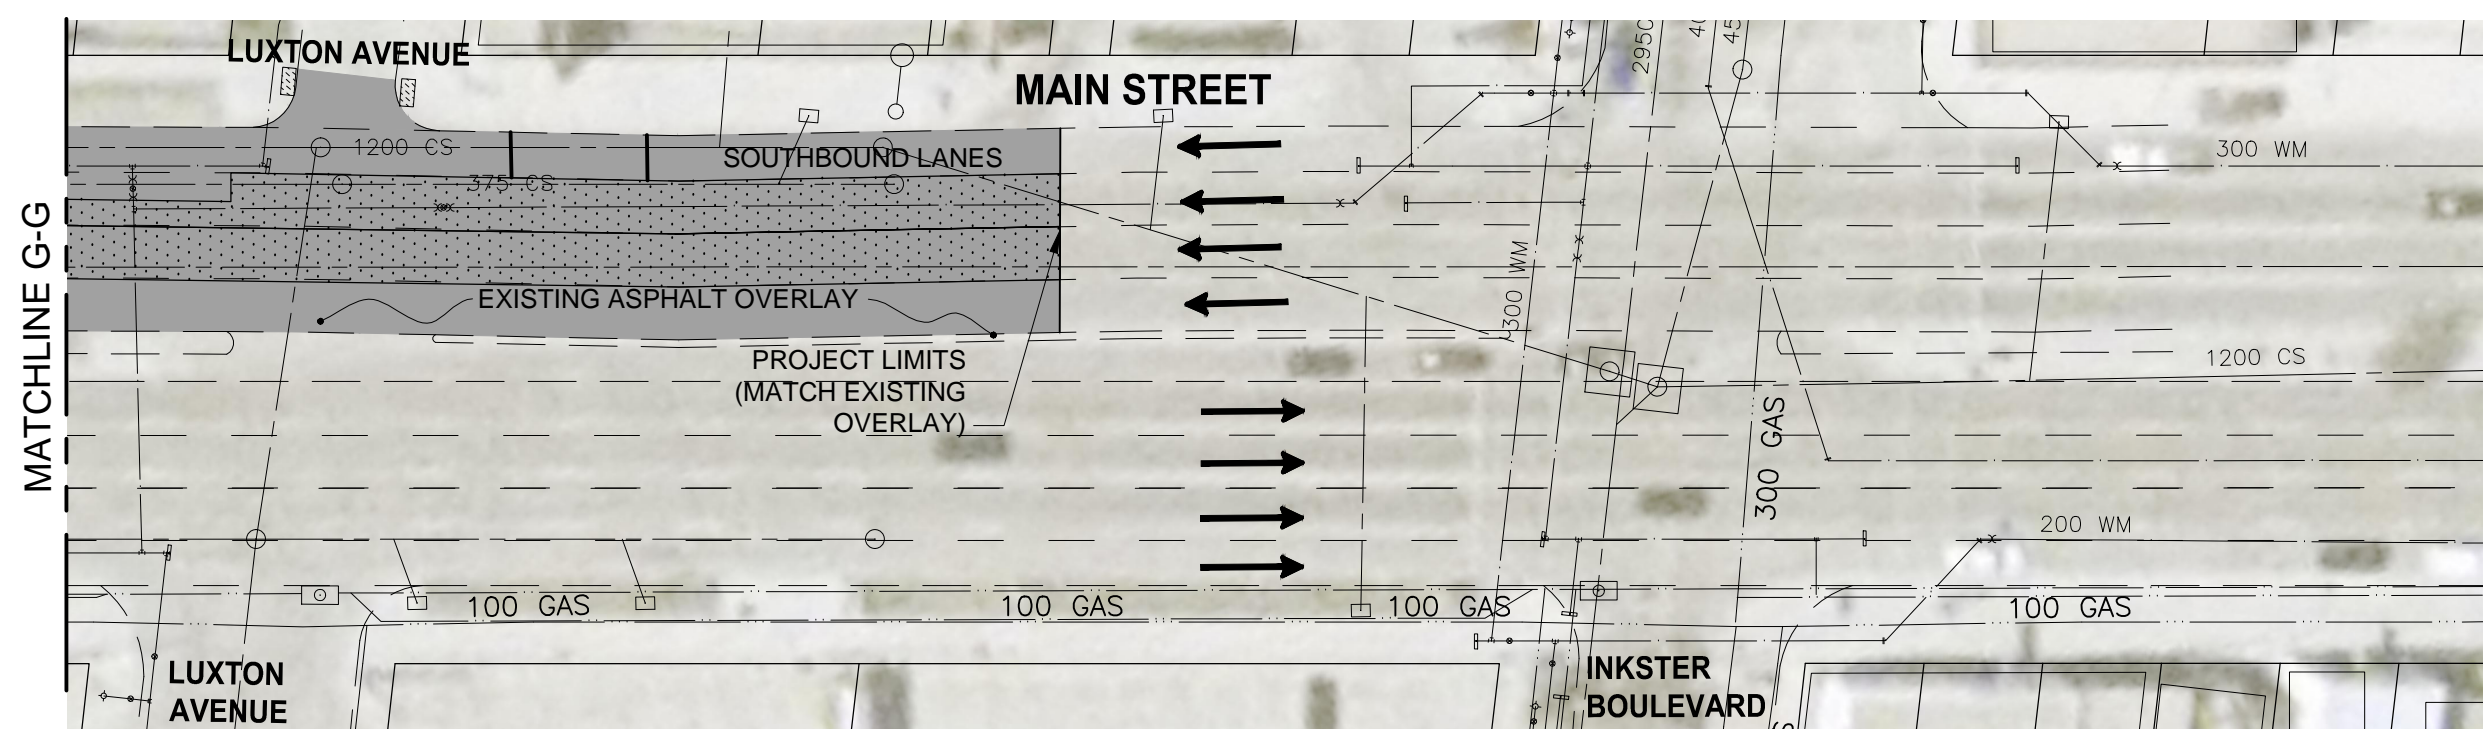 LUXTON AVENUE
MAIN STREET
2950
1200 CS
SOUTHBOUND LANES
375 CS
300 WM
MATCHLINE G-G
EXISTING ASPHALT OVERLAY
300 WM
PROJECT LIMITS
(MATCH EXISTING
OVERLAY)
1200 CS
300 GAS
200 WM
100 GAS
100 GAS
100 GAS
100 GAS
LUXTON
AVENUE
INKSTER
BOULEVARD